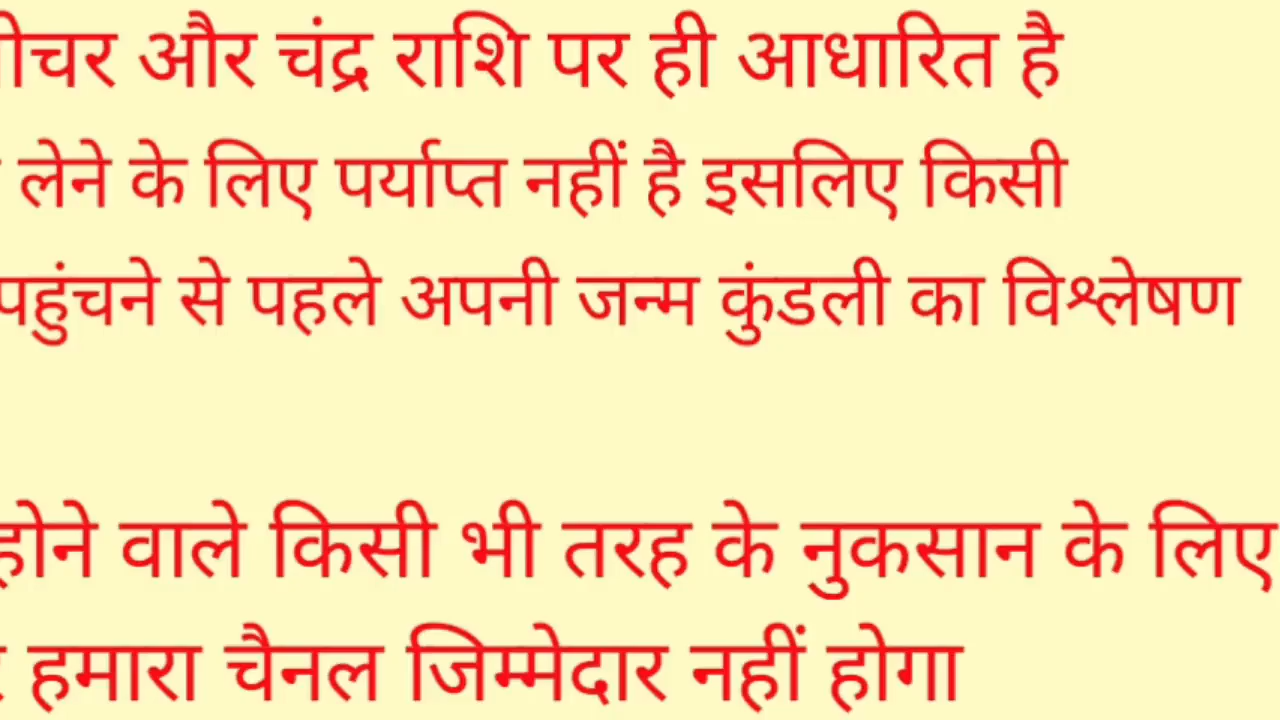 और चंद्र राशि पर ही आधारित है
लेने के लिए पर्याप्त नहीं है इसलिए किसी
पहुंचने से पहले अपनी जन्म कुंडली का विश्लेषण
होने वाले किसी भी तरह के नुकसान के लिए
हमारा चैनल जिम्मेदार नहीं होगा